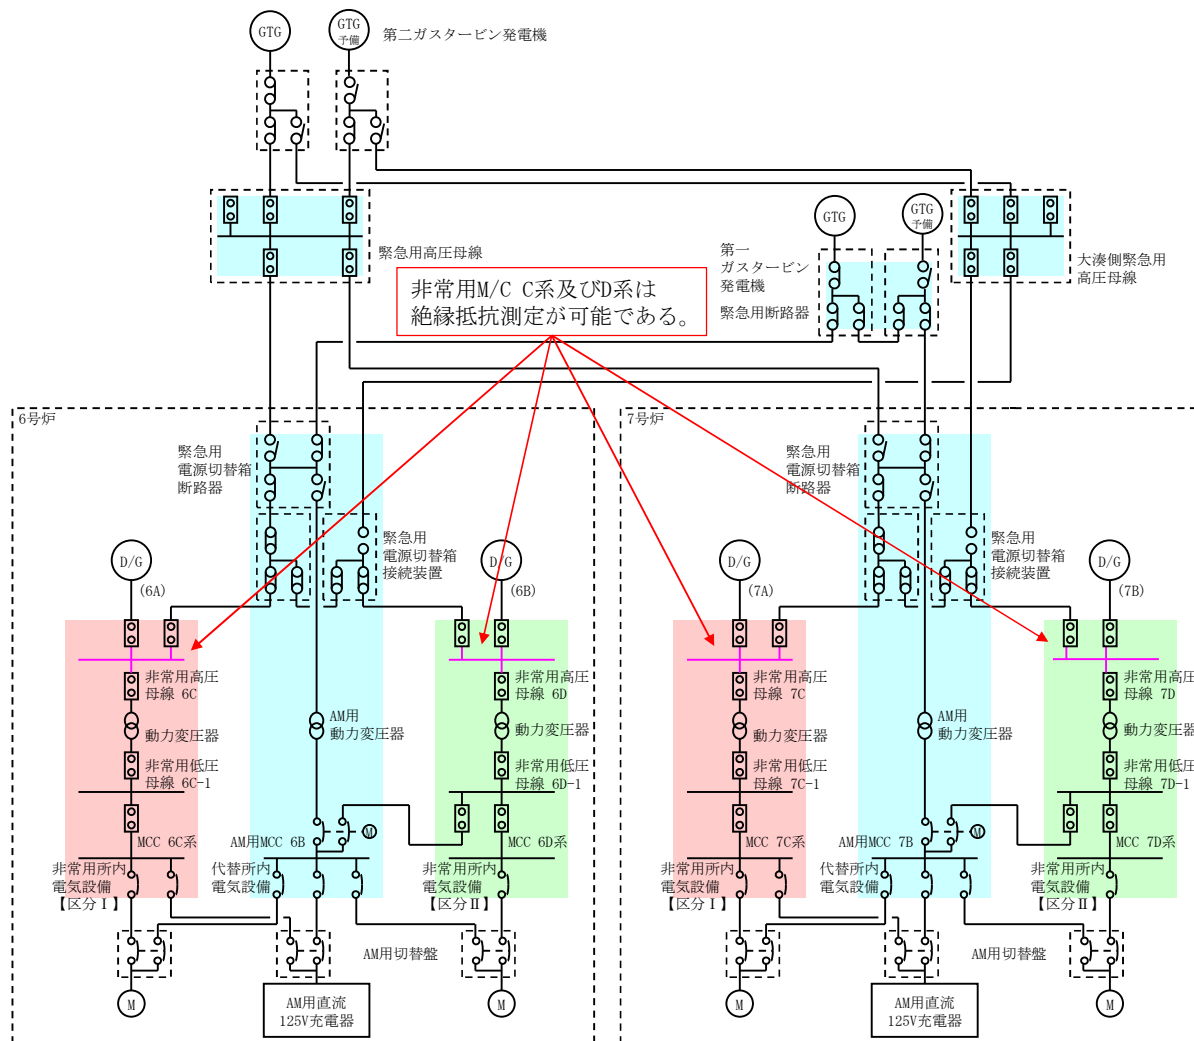 GTG
GTG
予備
第二ガスタービン発電機
緊急用高圧母線
GTG
GTG
予備
第一
ガスタービン
発電機
緊急用断路器
大湊側緊急用
高圧母線
非常用M/C C系及びD系は
絶縁抵抗測定が可能である。
6号炉
緊急用
電源切替箱
断路器
緊急用
電源切替箱
接続装置
D/G
(6A)
D/G
(6B)
非常用高圧
母線 6C
動力変圧器
非常用低圧
母線 6C-1
MCC 6C系
非常用所内
電気設備
【区分Ⅰ】
AM用
動力変圧器
M
AM用MCC 6B
代替所内
電気設備
非常用高圧
母線 6D
動力変圧器
非常用低圧
母線 6D-1
MCC 6D系
非常用所内
電気設備
【区分Ⅱ】
AM用切替盤
M
AM用直流
125V充電器
M
7号炉
緊急用
電源切替箱
断路器
緊急用
電源切替箱
接続装置
D/G
(7A)
D/G
(7B)
非常用高圧
母線 7C
動力変圧器
非常用低圧
母線 7C-1
MCC 7C系
非常用所内
電気設備
【区分Ⅰ】
AM用
動力変圧器
M
AM用MCC 7B
代替所内
電気設備
非常用高圧
母線 7D
動力変圧器
非常用低圧
母線 7D-1
MCC 7D系
非常用所内
電気設備
【区分Ⅱ】
AM用切替盤
M
AM用直流
125V充電器
M